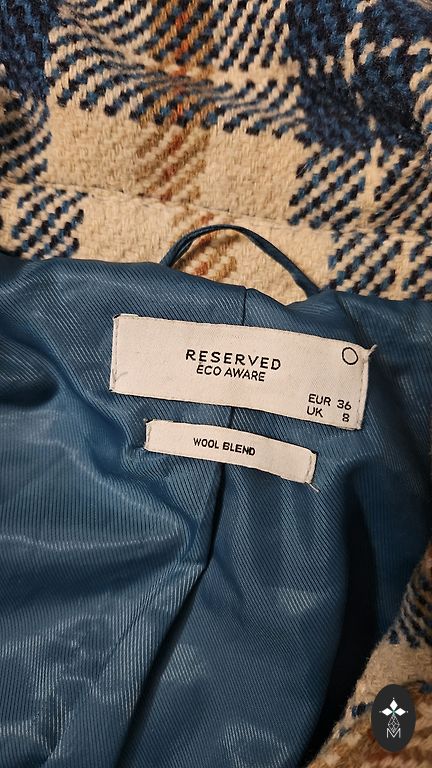 RESERVED
ECO AWARE
EUR 36
UK 8
WOOL BLEND
M